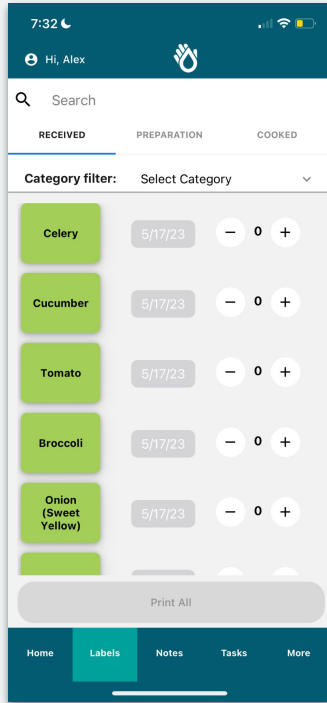 7:32
Hi, Alex
Search
RECEIVED PREPARATION COOKED
Category filter: Select Category
Celery 5/17/23 − 0 +
Cucumber 5/17/23 − 0 +
Tomato 5/17/23 − 0 +
Broccoli 5/17/23 − 0 +
Onion
(Sweet 5/17/23 − 0 +
Yellow)
Print All
Home Labels Notes Tasks More